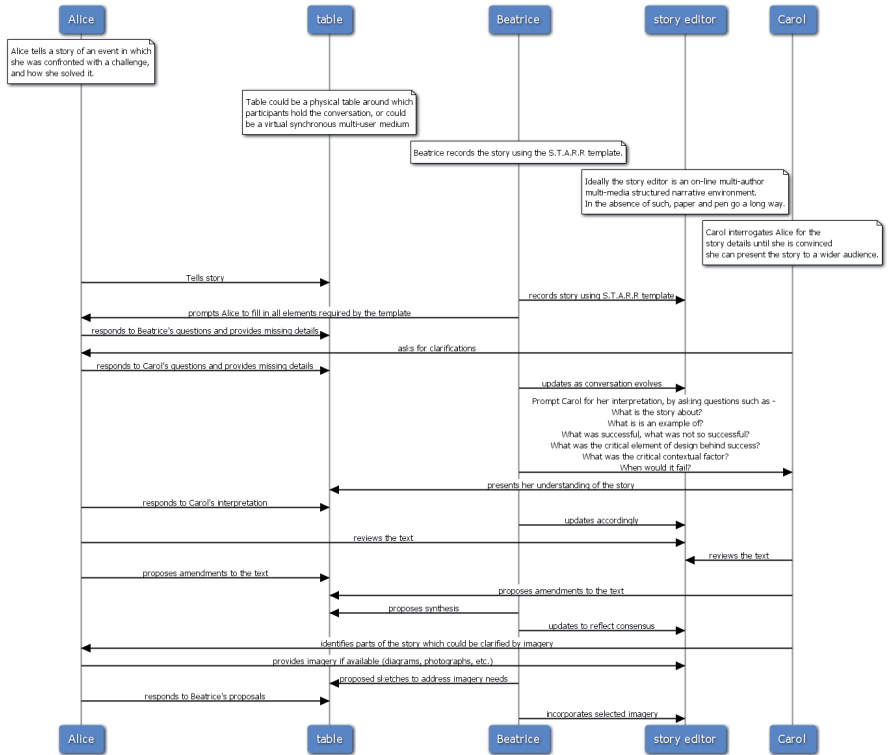 Alice
table
Beatrice
story editor
Carol
Alice tells a story of an event in which
she was confronted with a challenge,
and how she solved it.
Table could be a physical table around which
participants hold the conversation, or could
be a virtual synchronous multi-user medium
Beatrice records the story using the S.T.A.R.R template.
Ideally the story editor is an on-line multi-author
multi-media structured narrative environment.
In the absence of such, paper and pen go a long way.
Carol interrogates Alice for the
story details until she is convinced
she can present the story to a wider audience.
Tells story
records story using S.T.A.R.R template
prompts Alice to fill in all elements required by the template
responds to Beatrice's questions and provides missing details
asks for clarifications
responds to Carol's questions and provides missing details
updates as conversation evolves
Prompt Carol for her interpretation, by asking questions such as -
What is the story about?
What is is an example of?
What was successful, what was not so successful?
What was the critical element of design behind success?
What was the critical contextual factor?
When would it fail?
presents her understanding of the story
responds to Carol's interpretation
updates accordingly
reviews the text
reviews the text
proposes amendments to the text
proposes amendments to the text
proposes synthesis
updates to reflect consensus
identifies parts of the story which could be clarified by imagery
provides imagery if available (diagrams, photographs, etc.)
proposed sketches to address imagery needs
responds to Beatrice's proposals
incorporates selected imagery
Alice
table
Beatrice
story editor
Carol